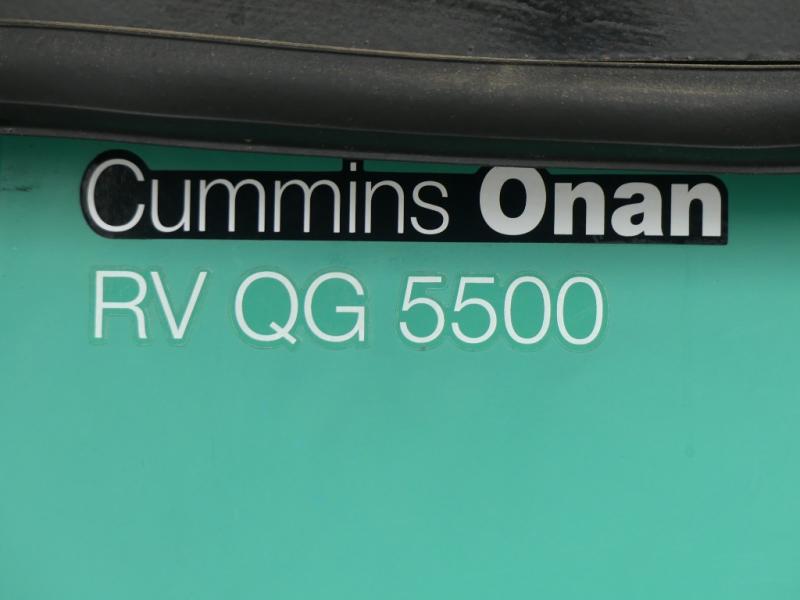 Cummins Onan
RV QG 5500